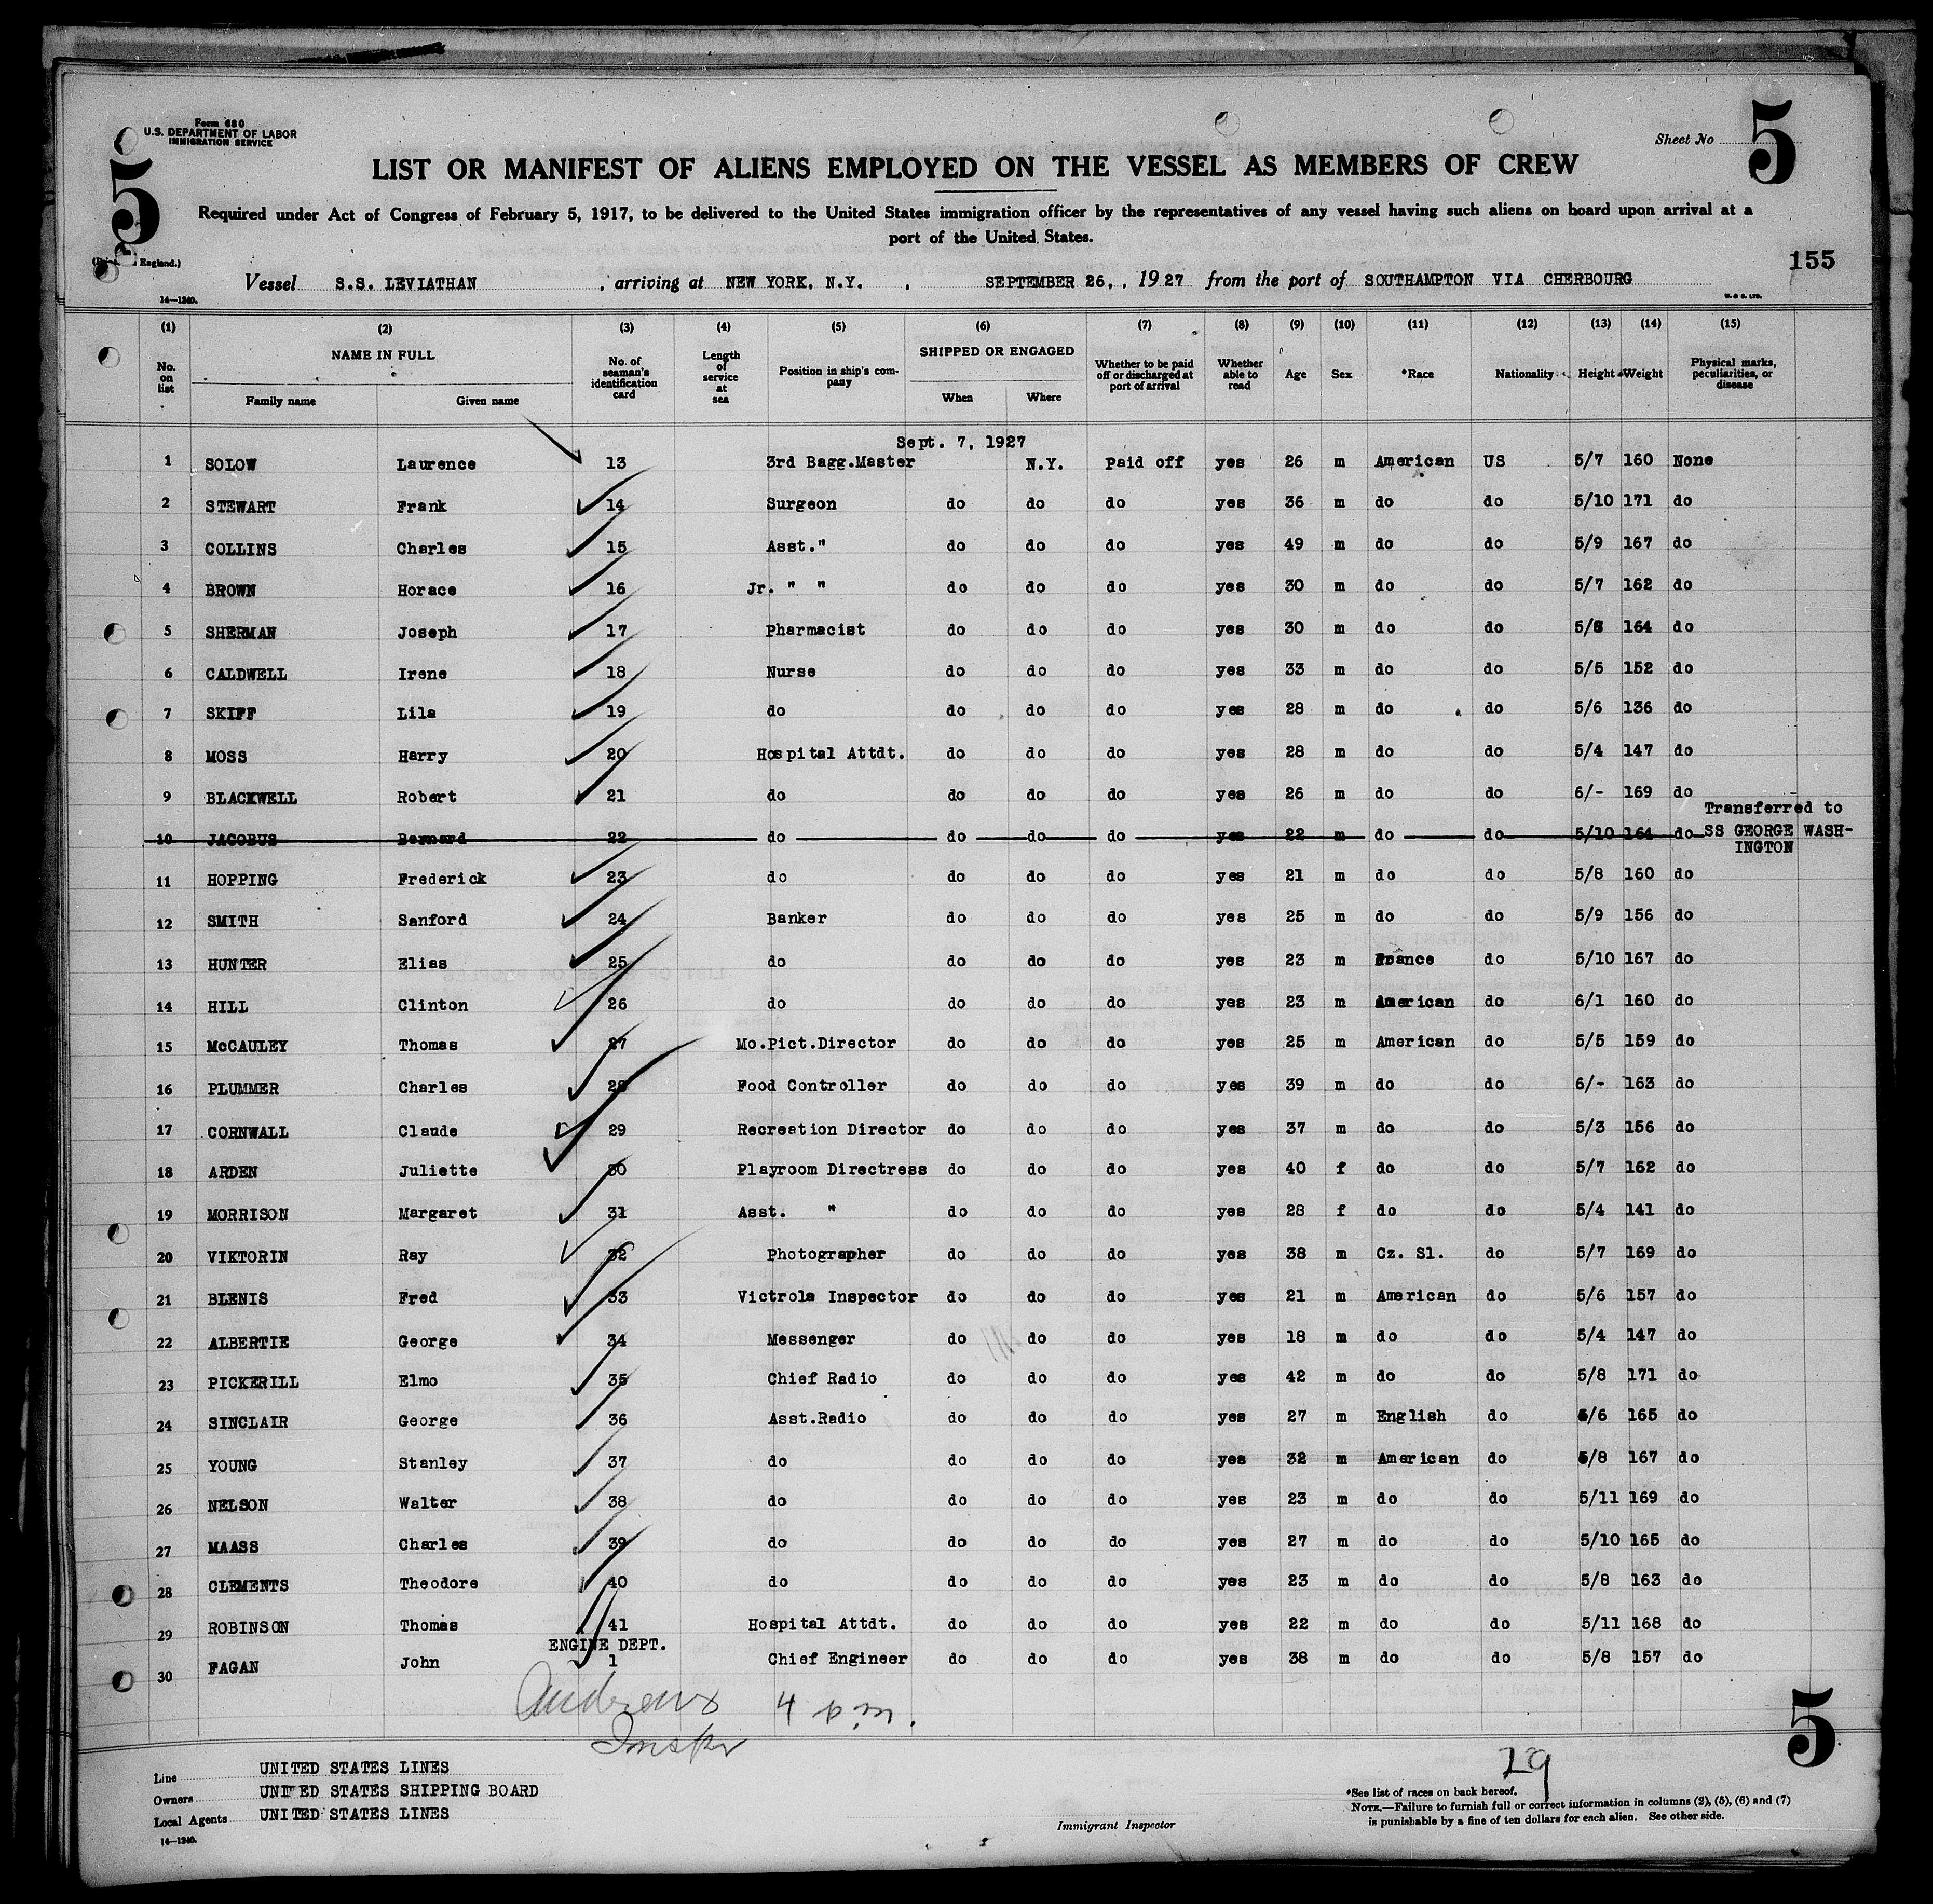 Form 680
U.S. DEPARTMENT OF LABOR
IMMIGRATION SERVICE
Sheet No
5
5
LIST OR MANIFEST OF ALIENS EMPLOYED ON THE VESSEL AS MEMBERS OF CREW
Required under Act of Congress of February 5, 1917, to be delivered to the United States immigration officer by the representatives of any vessel having such aliens on board upon arrival at a
port of the United States.
England.)
155
Vessel S.S. LEVIATHAN , arriving at NEW YORK, N.Y. , SEPTEMBER 26, , 1927 from the port of SOUTHAMPTON VIA CHERBOURG
14—1240.
W. & S. LTD.
(1) (2) (3) (4) (5) (6) (7) (8) (9) (10) (11) (12) (13) (14) (15)
No. on list NAME IN FULL Family name Given name No. of seaman's identification card Length of service at sea Position in ship's company SHIPPED OR ENGAGED When Where Whether to be paid off or discharged at port of arrival Whether able to read Age Sex *Race Nationality Height Weight Physical marks, peculiarities, or disease
Sept. 7, 1927
1 SOLOW Laurence 13 3rd Bagg.Master N.Y. Paid off yes 26 m American US 5/7 160 None
2 STEWART Frank 14 Surgeon do do do yes 36 m do do 5/10 171 do
3 COLLINS Charles 15 Asst." do do do yes 49 m do do 5/9 167 do
4 BROWN Horace 16 Jr. " " do do do yes 30 m do do 5/7 162 do
5 SHERMAN Joseph 17 Pharmacist do do do yes 30 m do do 164 do
6 CALDWELL Irene 18 Nurse do do do yes 33 m do do 5/5 152 do
7 SKIFF Lila 19 do do do do yes 28 m do do 5/6 136 do
8 MOSS Harry 20 Hospital Attdt. do do do yes 28 m do do 5/4 147 do
9 BLACKWELL Robert 21 do do do do yes 26 m do do 6/- 169 do
10 JACOBUS Bernard 22 do do do do yes 22 m do do 5/10 164 do Transferred to
SS GEORGE WASH-
INGTON
11 HOPPING Frederick 23 do do do do yes 21 m do do 5/8 160 do
12 SMITH Sanford 24 Banker do do do yes 25 m do do 5/9 156 do
13 HUNTER Elias 25 do do do do yes 23 m France do 5/10 167 do
14 HILL Clinton 26 do do do do yes 23 m American do 6/1 160 do
15 McCAULEY Thomas 27 Mo.Pict.Director do do do yes 25 m American do 5/5 159 do
16 PLUMMER Charles 28 Food Controller do do do yes 39 m do do 6/- 163 do
17 CORNWALL Claude 29 Recreation Director do do do yes 37 m do do 5/3 156 do
18 ARDEN Juliette 30 Playroom Directress do do do yes 40 f do do 5/7 162 do
19 MORRISON Margaret 31 Asst. " do do do yes 28 f do do 5/4 141 do
20 VIKTORIN Ray 32 Photographer do do do yes 38 m Cz. Sl. do 5/7 169 do
21 BLENIS Fred 33 Victrola Inspector do do do yes 21 m American do 5/6 157 do
22 ALBERTIE George 34 Messenger do do do yes 18 m do do 5/4 147 do
23 PICKERILL Elmo 35 Chief Radio do do do yes 42 m do do 5/8 171 do
24 SINCLAIR George 36 Asst.Radio do do do yes 27 m English do 5/6 165 do
25 YOUNG Stanley 37 do do do do yes 32 m American do 5/8 167 do
26 NELSON Walter 38 do do do do yes 23 m do do 5/11 169 do
27 MAASS Charles 39 do do do do yes 27 m do do 5/10 165 do
28 CLEMENTS Theodore 40 do do do do yes 23 m do do 5/8 163 do
29 ROBINSON Thomas 41 Hospital Attdt. do do do yes 22 m do do 5/11 168 do
ENGINE DEPT.
30 FAGAN John 1 Chief Engineer do do do yes 38 m do do 5/8 157 do
Andrews 4 p.m.
Inspr
5
29
Line UNITED STATES LINES
Owners UNITED STATES SHIPPING BOARD
Local Agents UNITED STATES LINES
14—1240.
Immigrant Inspector
*See list of races on back hereof.
NOTE.—Failure to furnish full or correct information in columns (2), (5), (6) and (7)
is punishable by a fine of ten dollars for each alien. See other side.